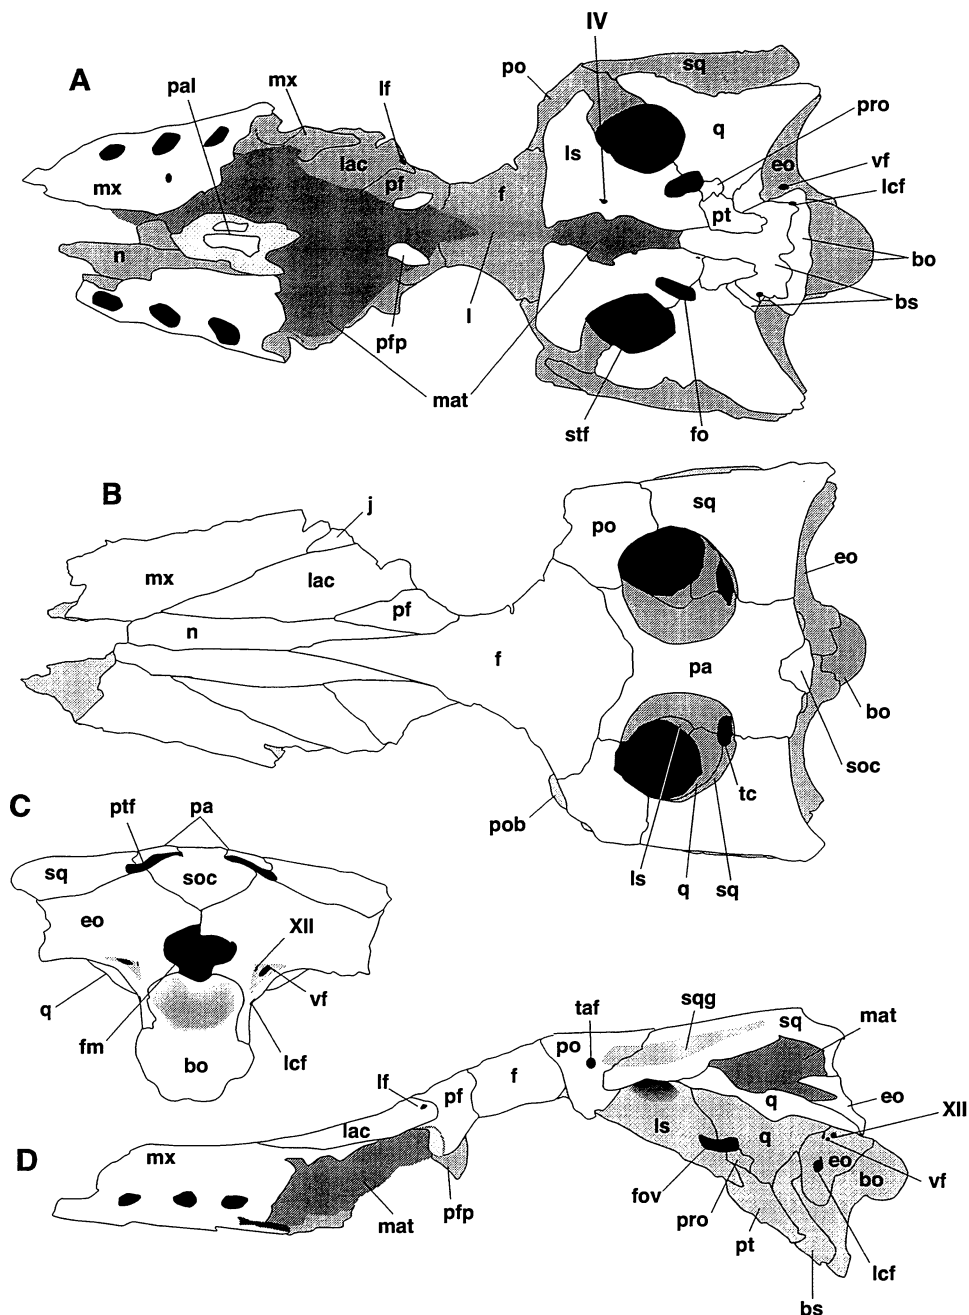 A
IV
po
sq
pal
mx
lf
pro
q
ls
eo
vf
lac
mx
pf
f
lcf
pt
n
bo
l
bs
pfp
mat
stf
fo
B
j
sq
po
mx
lac
eo
pf
n
f
pa
bo
soc
tc
pob
ls
q
sq
C
ptf
pa
sq
soc
eo
XII
q
vf
fm
bo
lcf
D
taf
sqg
sq
mat
po
lf
pf
f
q
eo
XII
lac
ls
q
mx
eo
bo
vf
fov
mat
pfp
pro
pt
lcf
bs